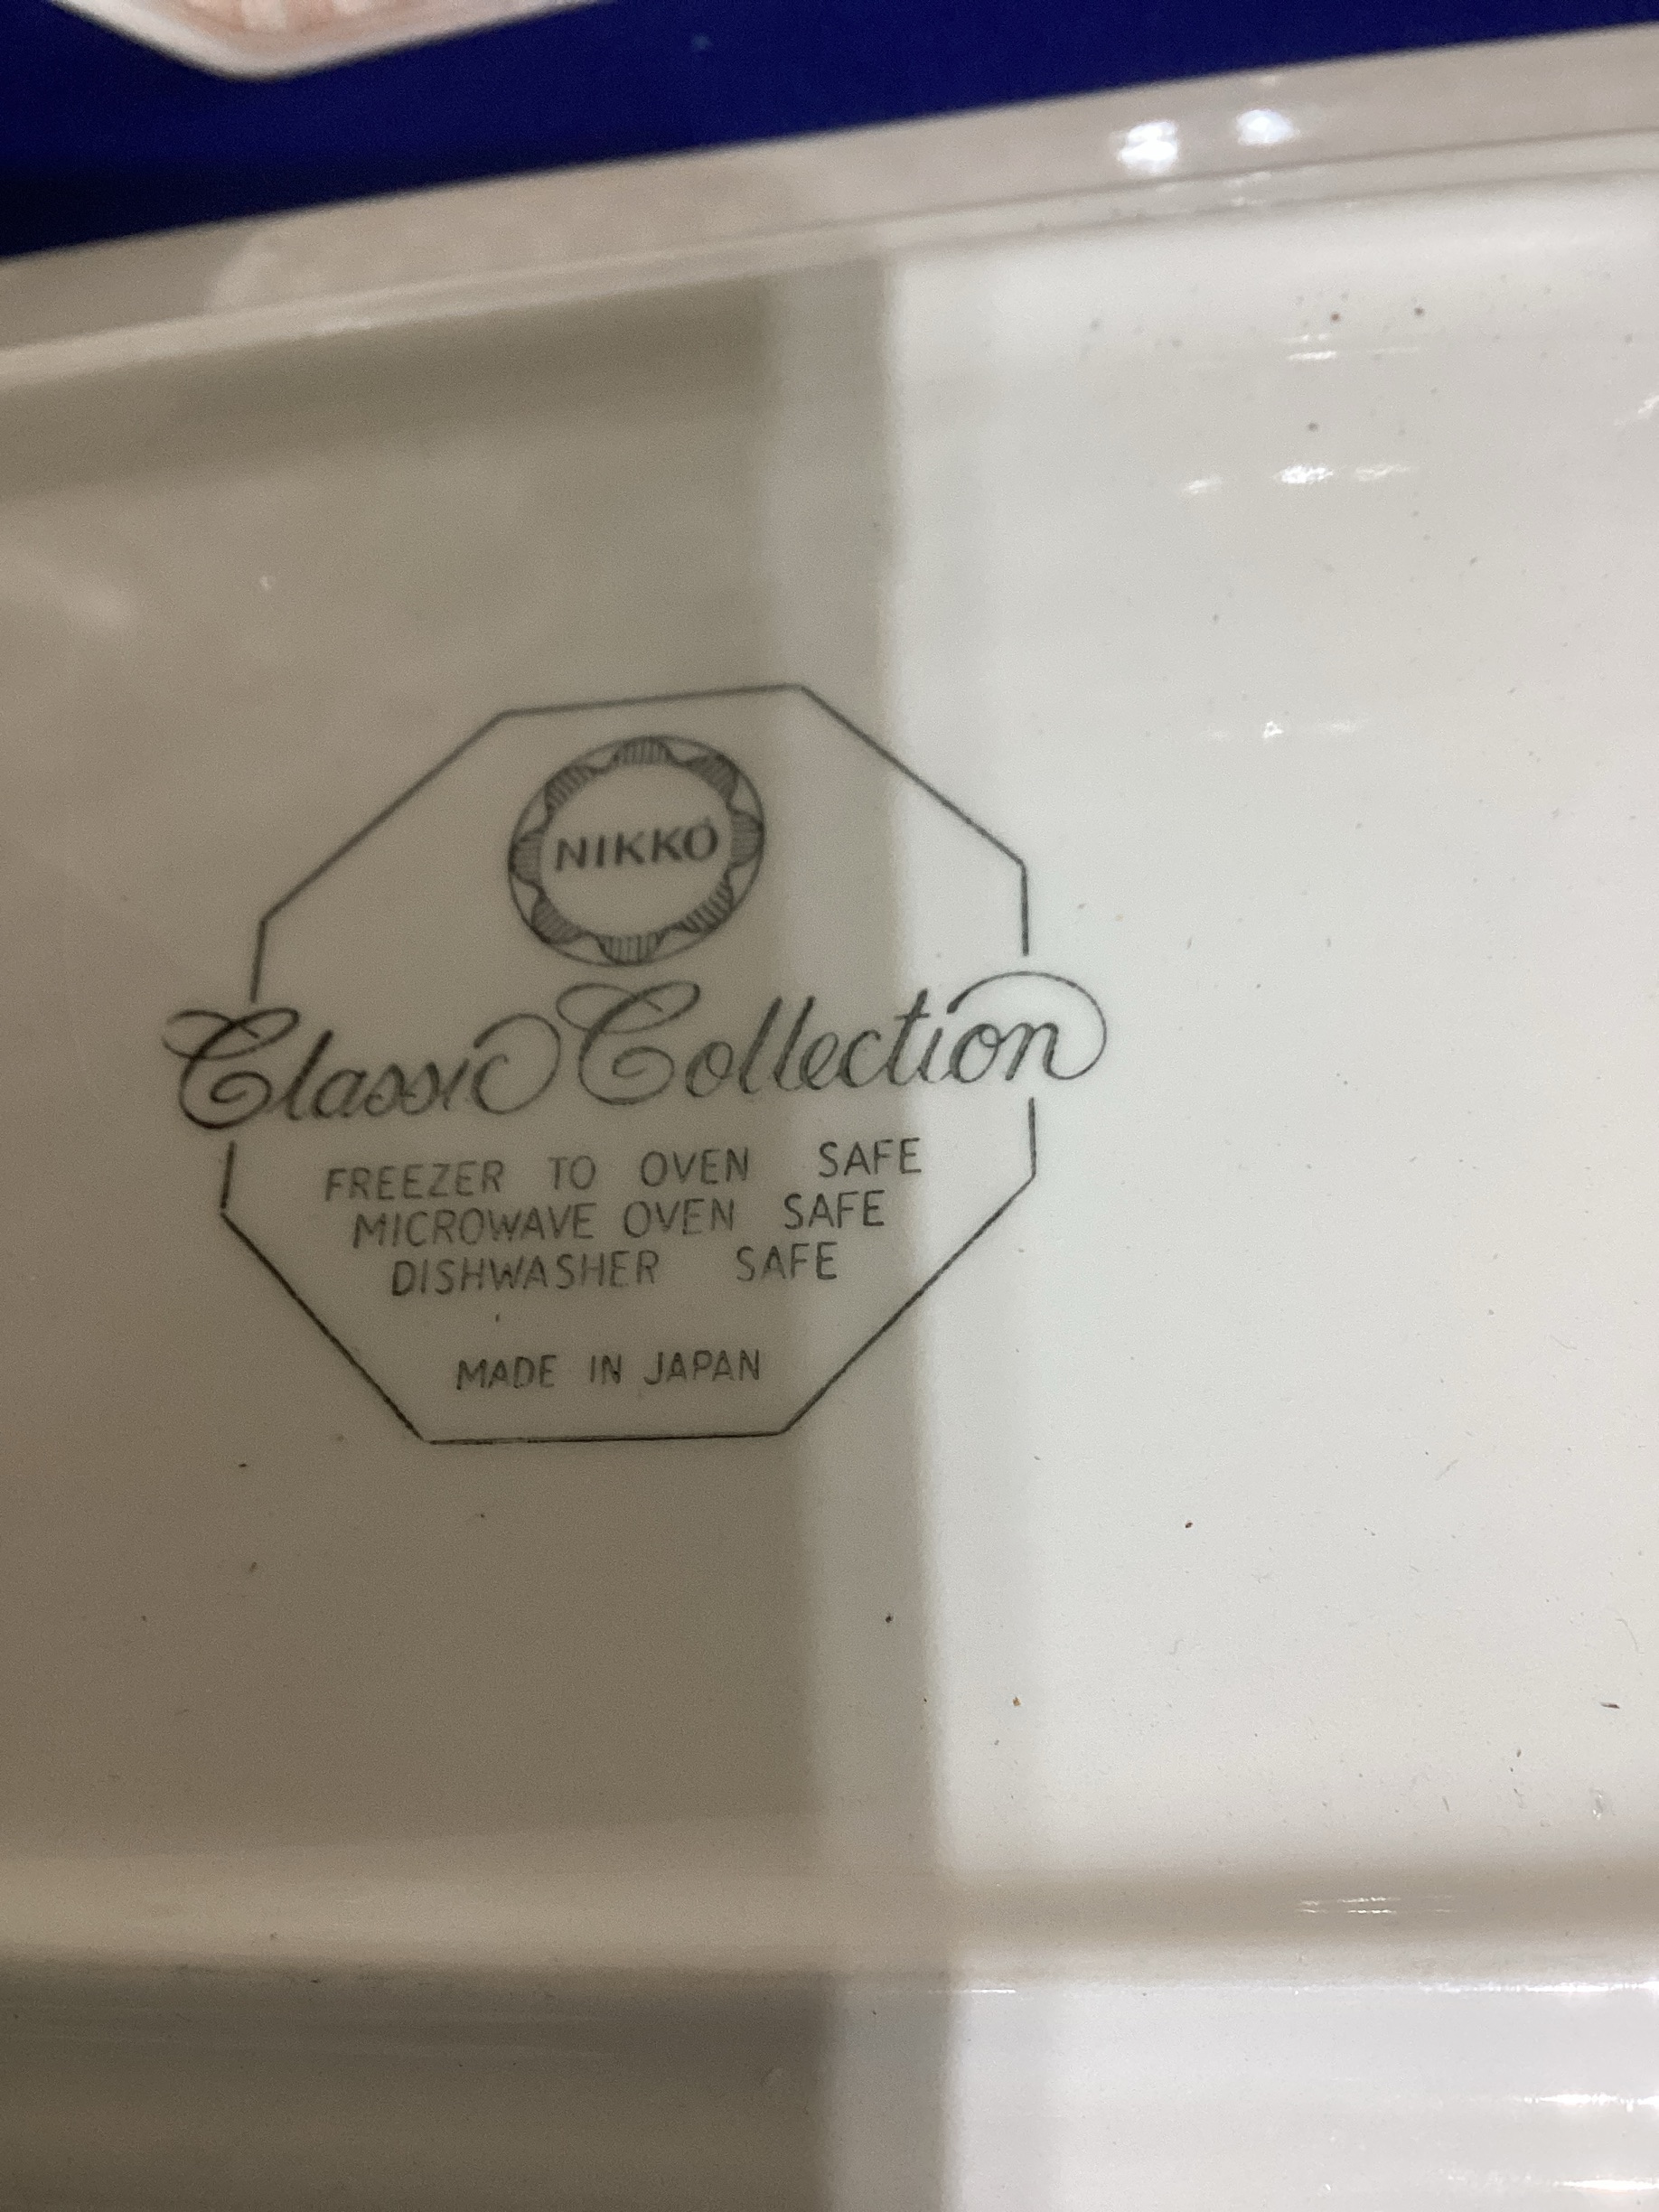 NIKKO
Classic Collection
FREEZER TO OVEN SAFE
MICROWAVE OVEN SAFE
DISHWASHER SAFE
MADE IN JAPAN